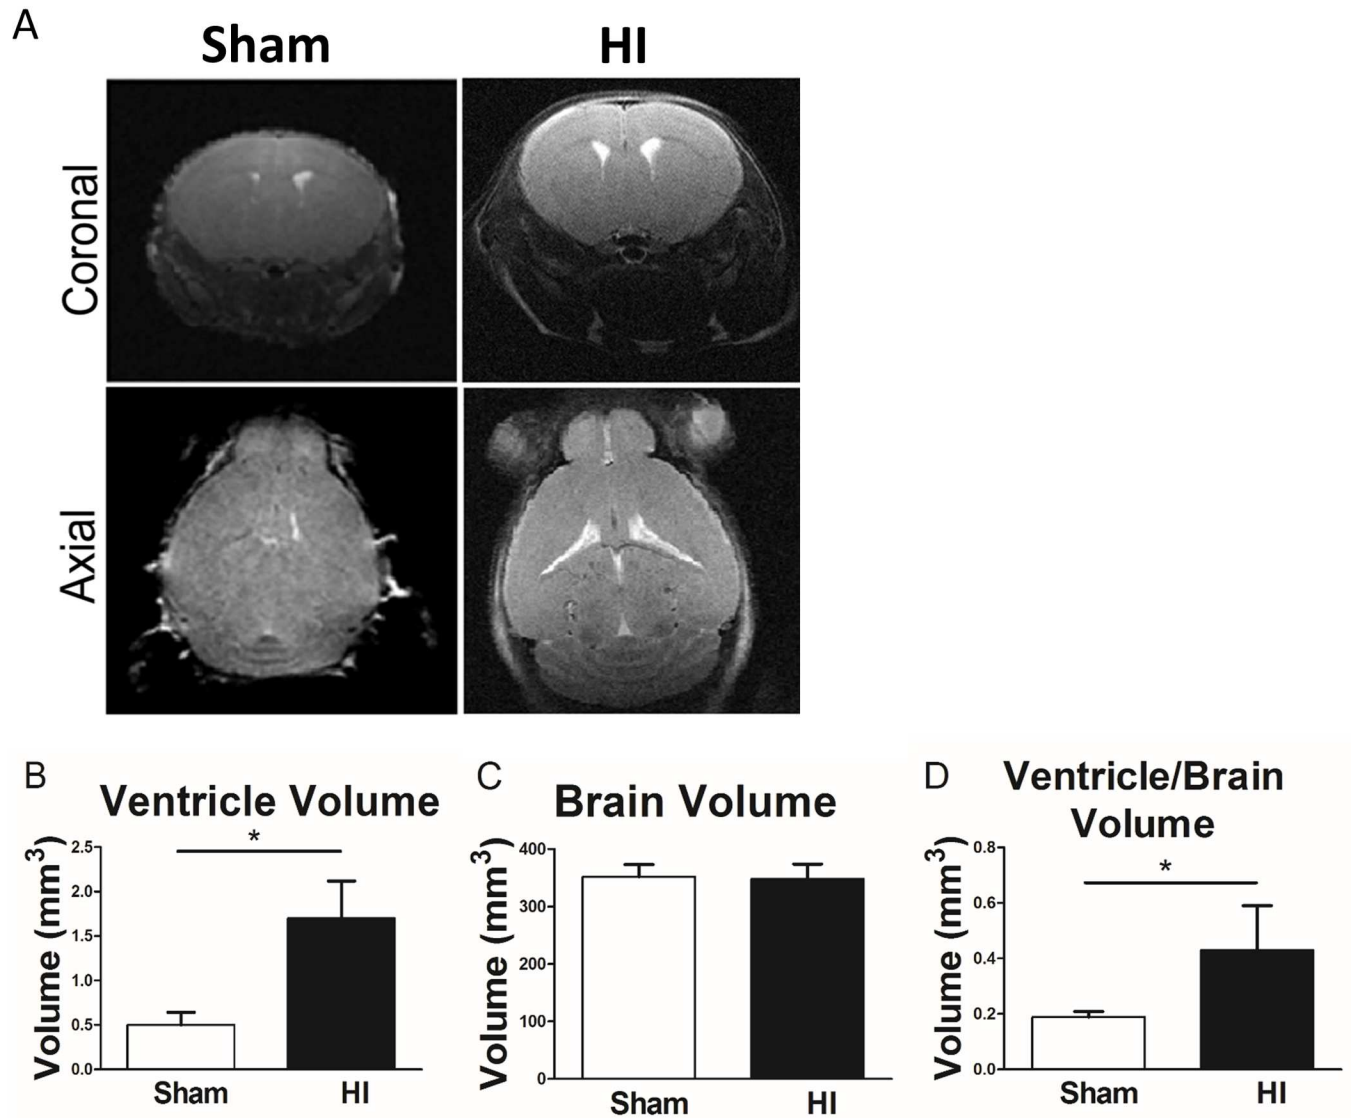 A
Sham HI
Coronal
Axial
B
Ventricle Volume
*
Volume (mm³)
2.5
2.0
1.5
1.0
0.5
0.0
Sham HI
C
Brain Volume
Volume (mm³)
400
300
200
100
0
Sham HI
D
Ventricle/Brain
Volume
*
Volume (mm³)
0.8
0.6
0.4
0.2
0.0
Sham HI